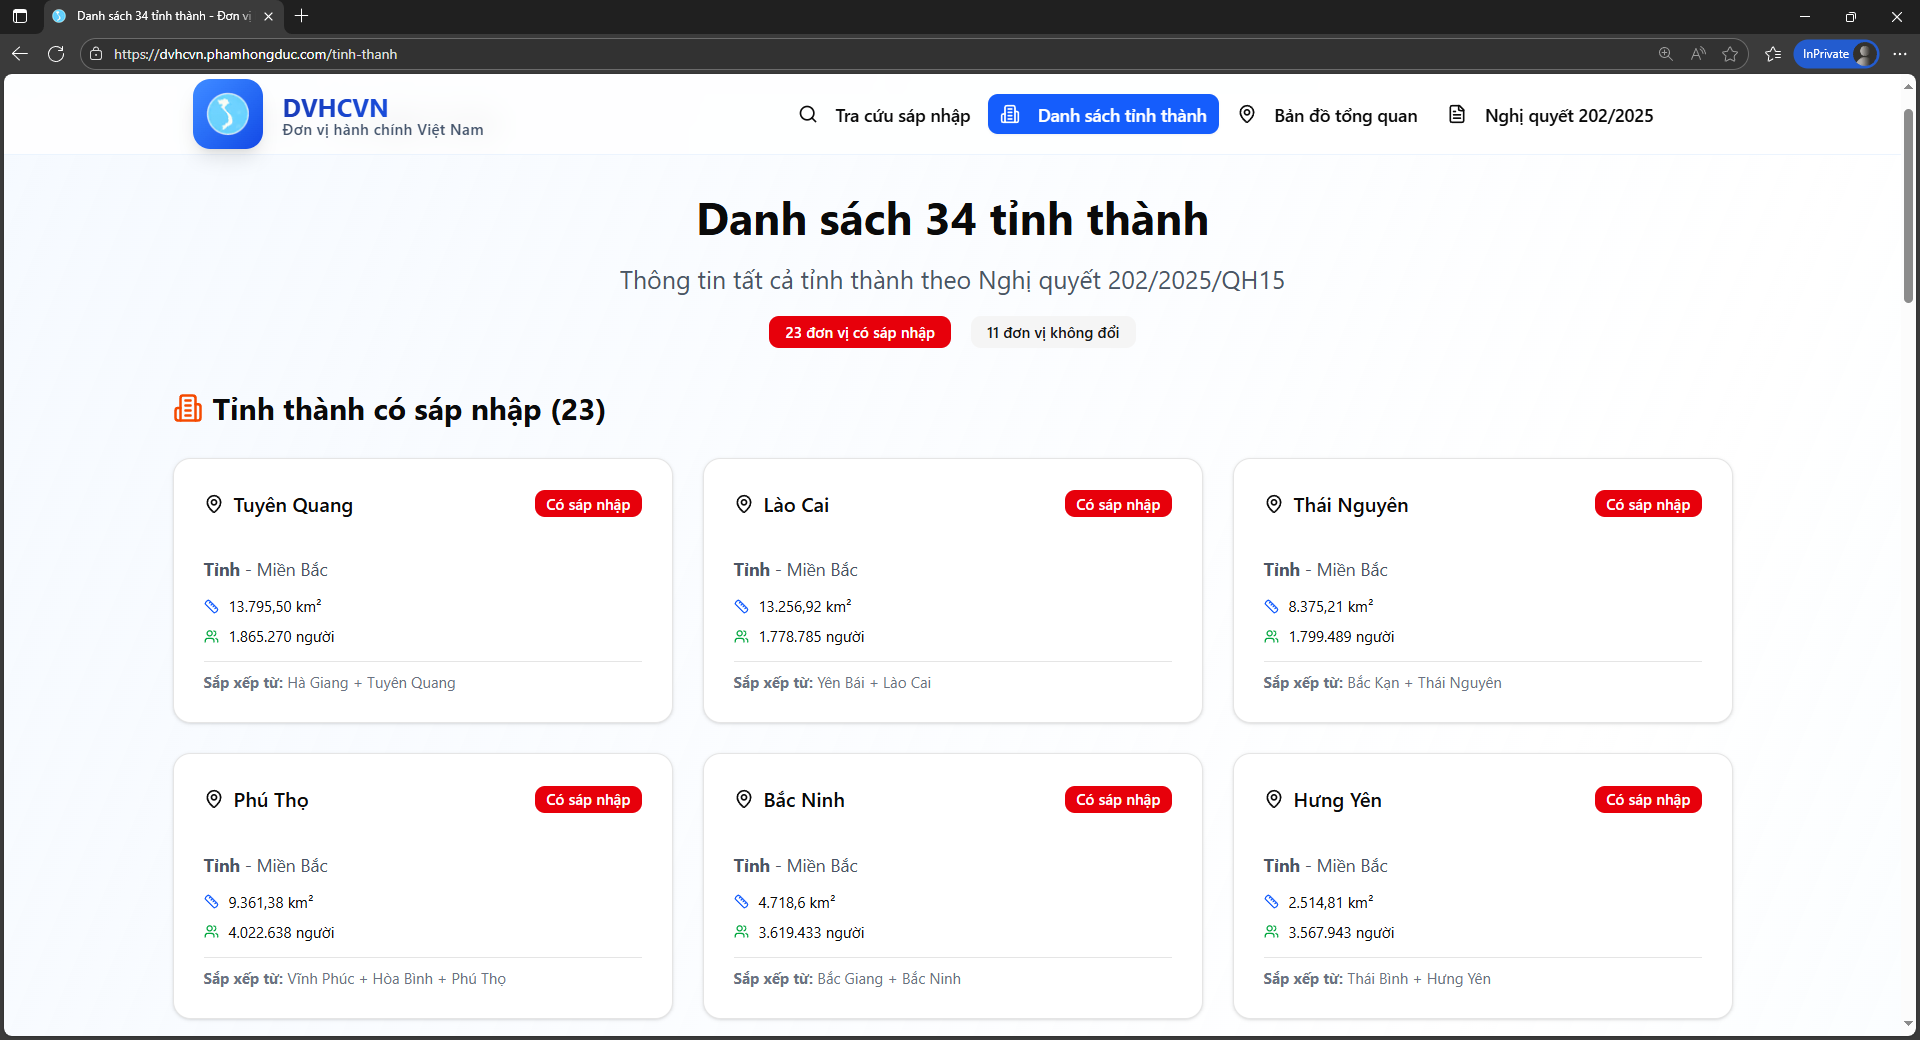 Danh sách 34 tỉnh thành - Đơn vị
https://dvhcvn.phamhongduc.com/tinh-thanh
InPrivate
DVHCVN
Đơn vị hành chính Việt Nam
Tra cứu sáp nhập
Danh sách tỉnh thành
Bản đồ tổng quan
Nghị quyết 202/2025
Danh sách 34 tỉnh thành
Thông tin tất cả tỉnh thành theo Nghị quyết 202/2025/QH15
23 đơn vị có sáp nhập
11 đơn vị không đổi
Tỉnh thành có sáp nhập (23)
Tuyên Quang
Có sáp nhập
Tỉnh - Miền Bắc
13.795,50 km²
1.865.270 người
Sắp xếp từ: Hà Giang + Tuyên Quang
Lào Cai
Có sáp nhập
Tỉnh - Miền Bắc
13.256,92 km²
1.778.785 người
Sắp xếp từ: Yên Bái + Lào Cai
Thái Nguyên
Có sáp nhập
Tỉnh - Miền Bắc
8.375,21 km²
1.799.489 người
Sắp xếp từ: Bắc Kạn + Thái Nguyên
Phú Thọ
Có sáp nhập
Tỉnh - Miền Bắc
9.361,38 km²
4.022.638 người
Sắp xếp từ: Vĩnh Phúc + Hòa Bình + Phú Thọ
Bắc Ninh
Có sáp nhập
Tỉnh - Miền Bắc
4.718,6 km²
3.619.433 người
Sắp xếp từ: Bắc Giang + Bắc Ninh
Hưng Yên
Có sáp nhập
Tỉnh - Miền Bắc
2.514,81 km²
3.567.943 người
Sắp xếp từ: Thái Bình + Hưng Yên